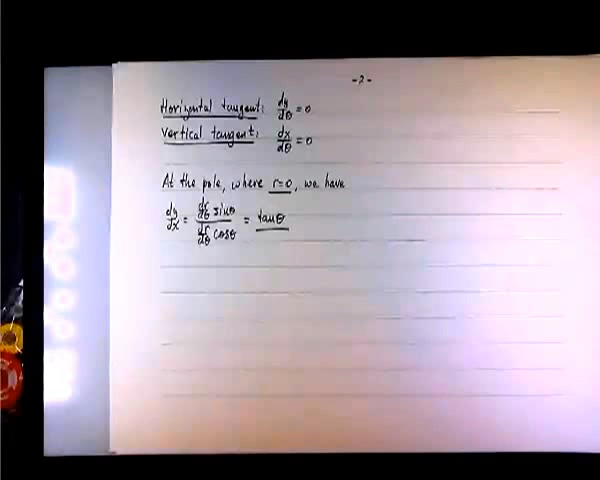 -2-
Horizontal tangent: dy/dθ = 0
Vertical tangent: dx/dθ = 0
At the pole, where r=0, we have
dy/dx = (dr/dθ sinθ)/(dr/dθ cosθ) = tanθ